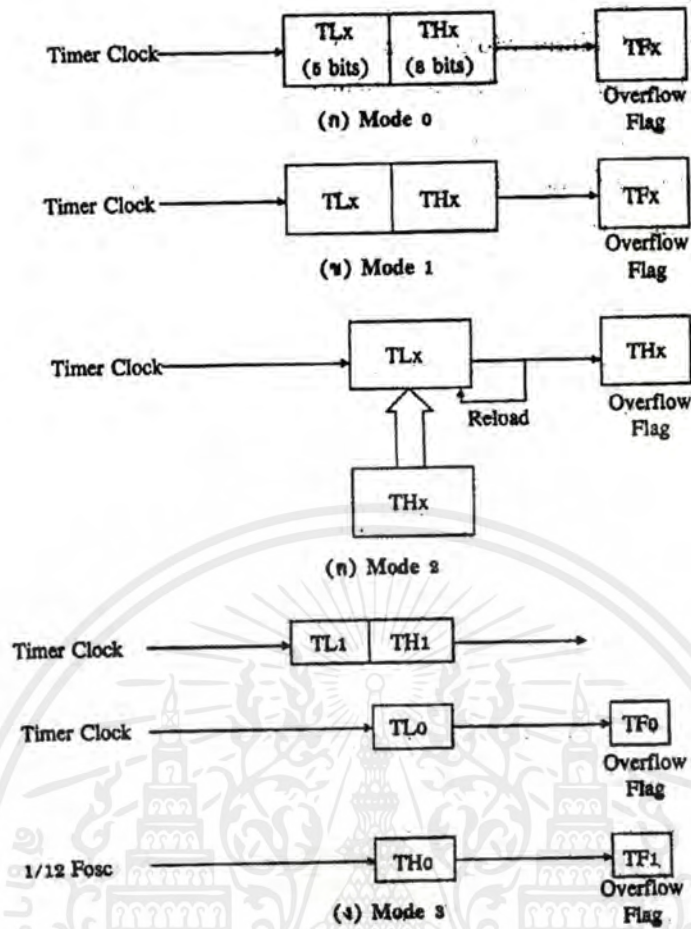 Timer Clock
TLx
(5 bits)
THx
(8 bits)
TFx
Overflow
Flag
(ก) Mode 0
Timer Clock
TLx
THx
TFx
Overflow
Flag
(ข) Mode 1
Timer Clock
TLx
THx
Reload
Overflow
Flag
THx
(ค) Mode 2
Timer Clock
TL1
TH1
Timer Clock
TL0
TF0
Overflow
Flag
1/12 Fosc
TH0
TF1
Overflow
Flag
(ง) Mode 3